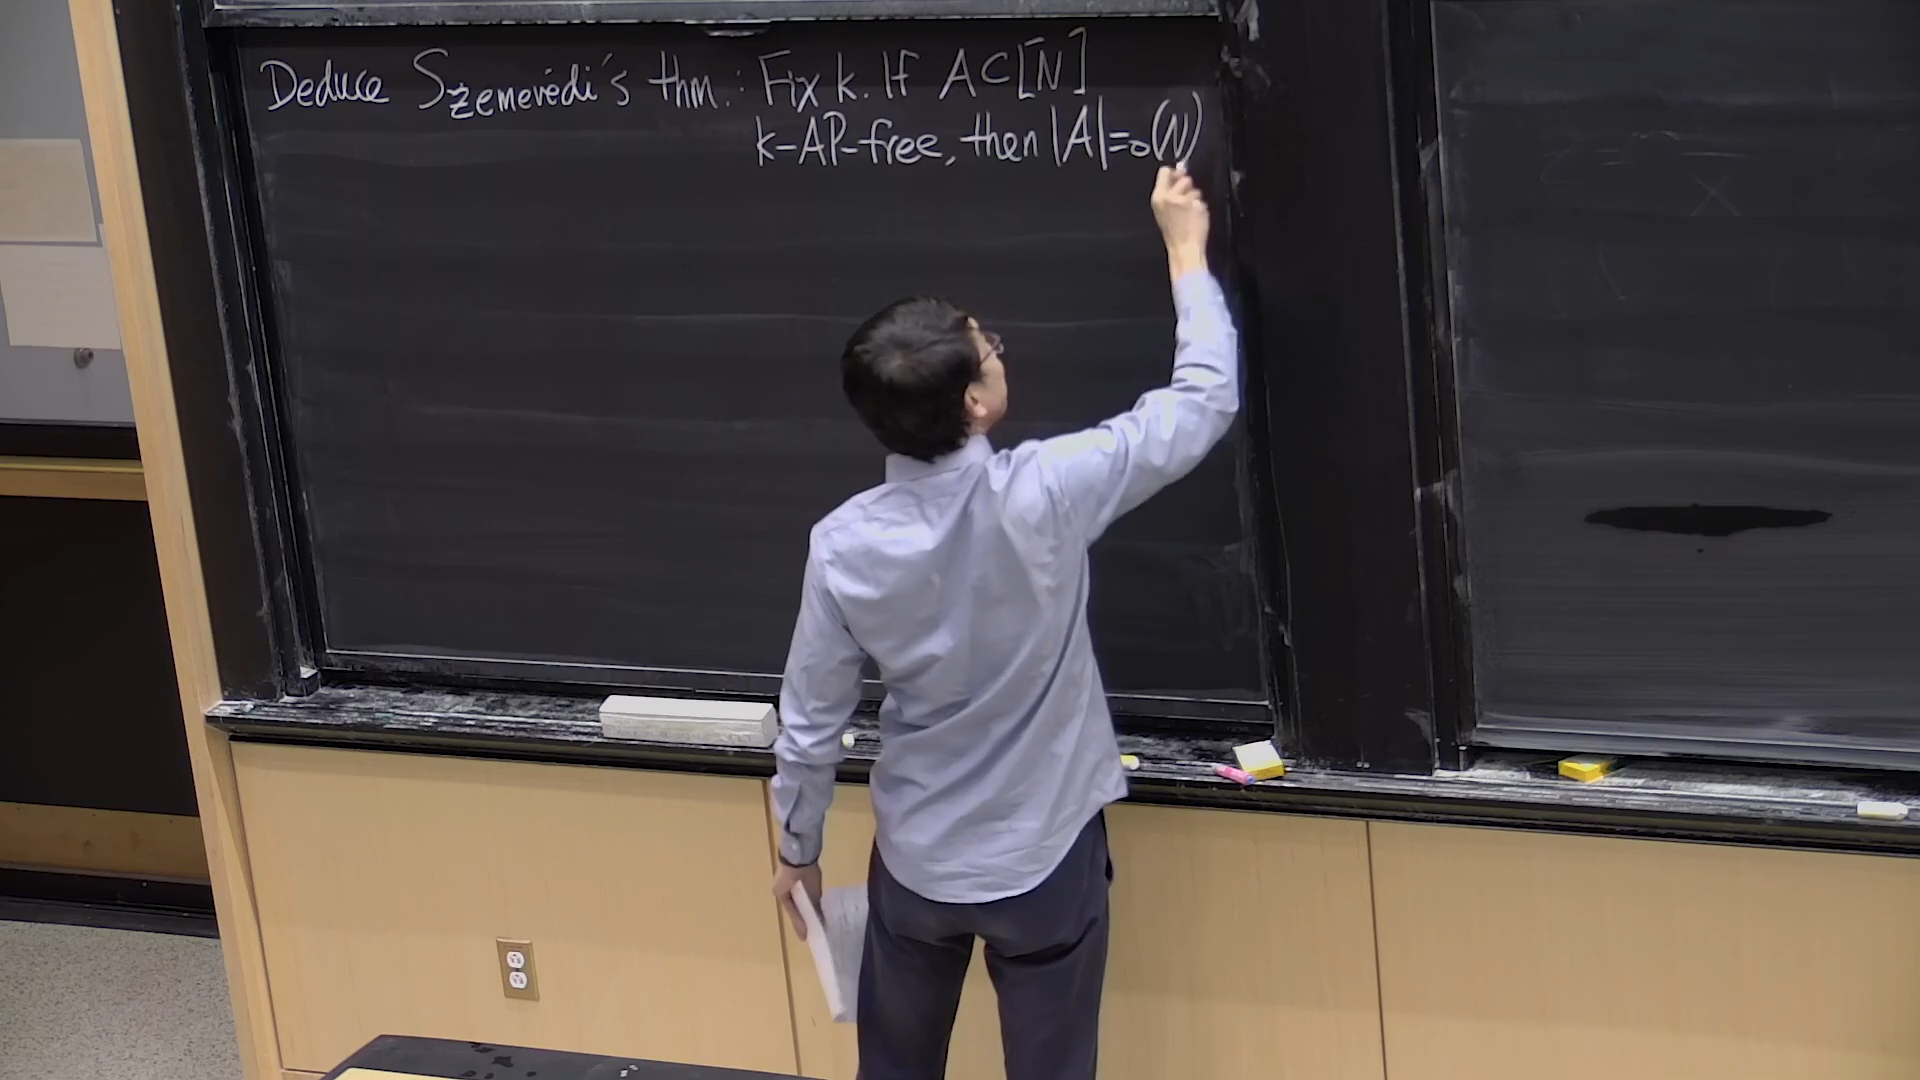 Deduce Szemerédi's thm.: Fix k. If A ⊂ [N]
k-AP-free, then |A|=o(N)